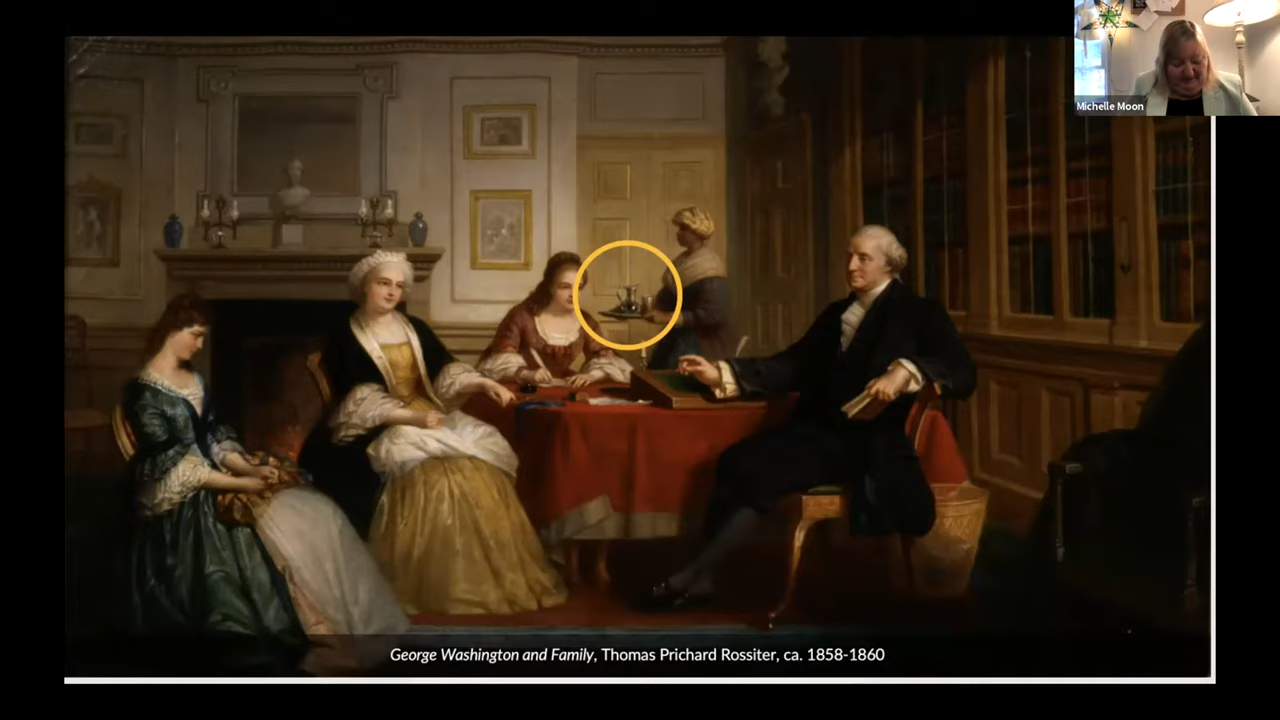 Michelle Moon
George Washington and Family, Thomas Prichard Rossiter, ca. 1858-1860